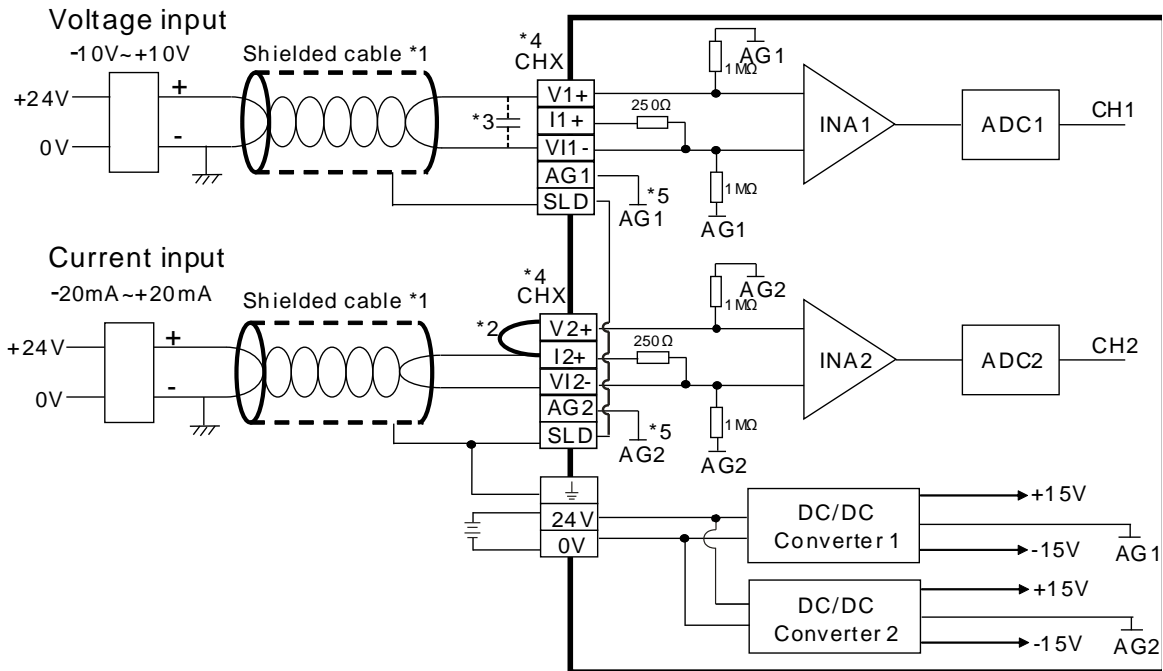 Voltage input
-10V~+10V
Shielded cable *1
*4
CHX
+24V
0V
+
-
*3
V1+
I1+
VI1-
AG1
SLD
*5
AG1
250Ω
AG1
1MΩ
1MΩ
AG1
INA1
ADC1
CH1
Current input
-20mA~+20mA
Shielded cable *1
*4
CHX
+24V
0V
+
-
*2
V2+
I2+
VI2-
AG2
SLD
*5
AG2
250Ω
AG2
1MΩ
1MΩ
AG2
INA2
ADC2
CH2
24V
0V
DC/DC
Converter 1
+15V
AG1
-15V
DC/DC
Converter 2
+15V
AG2
-15V